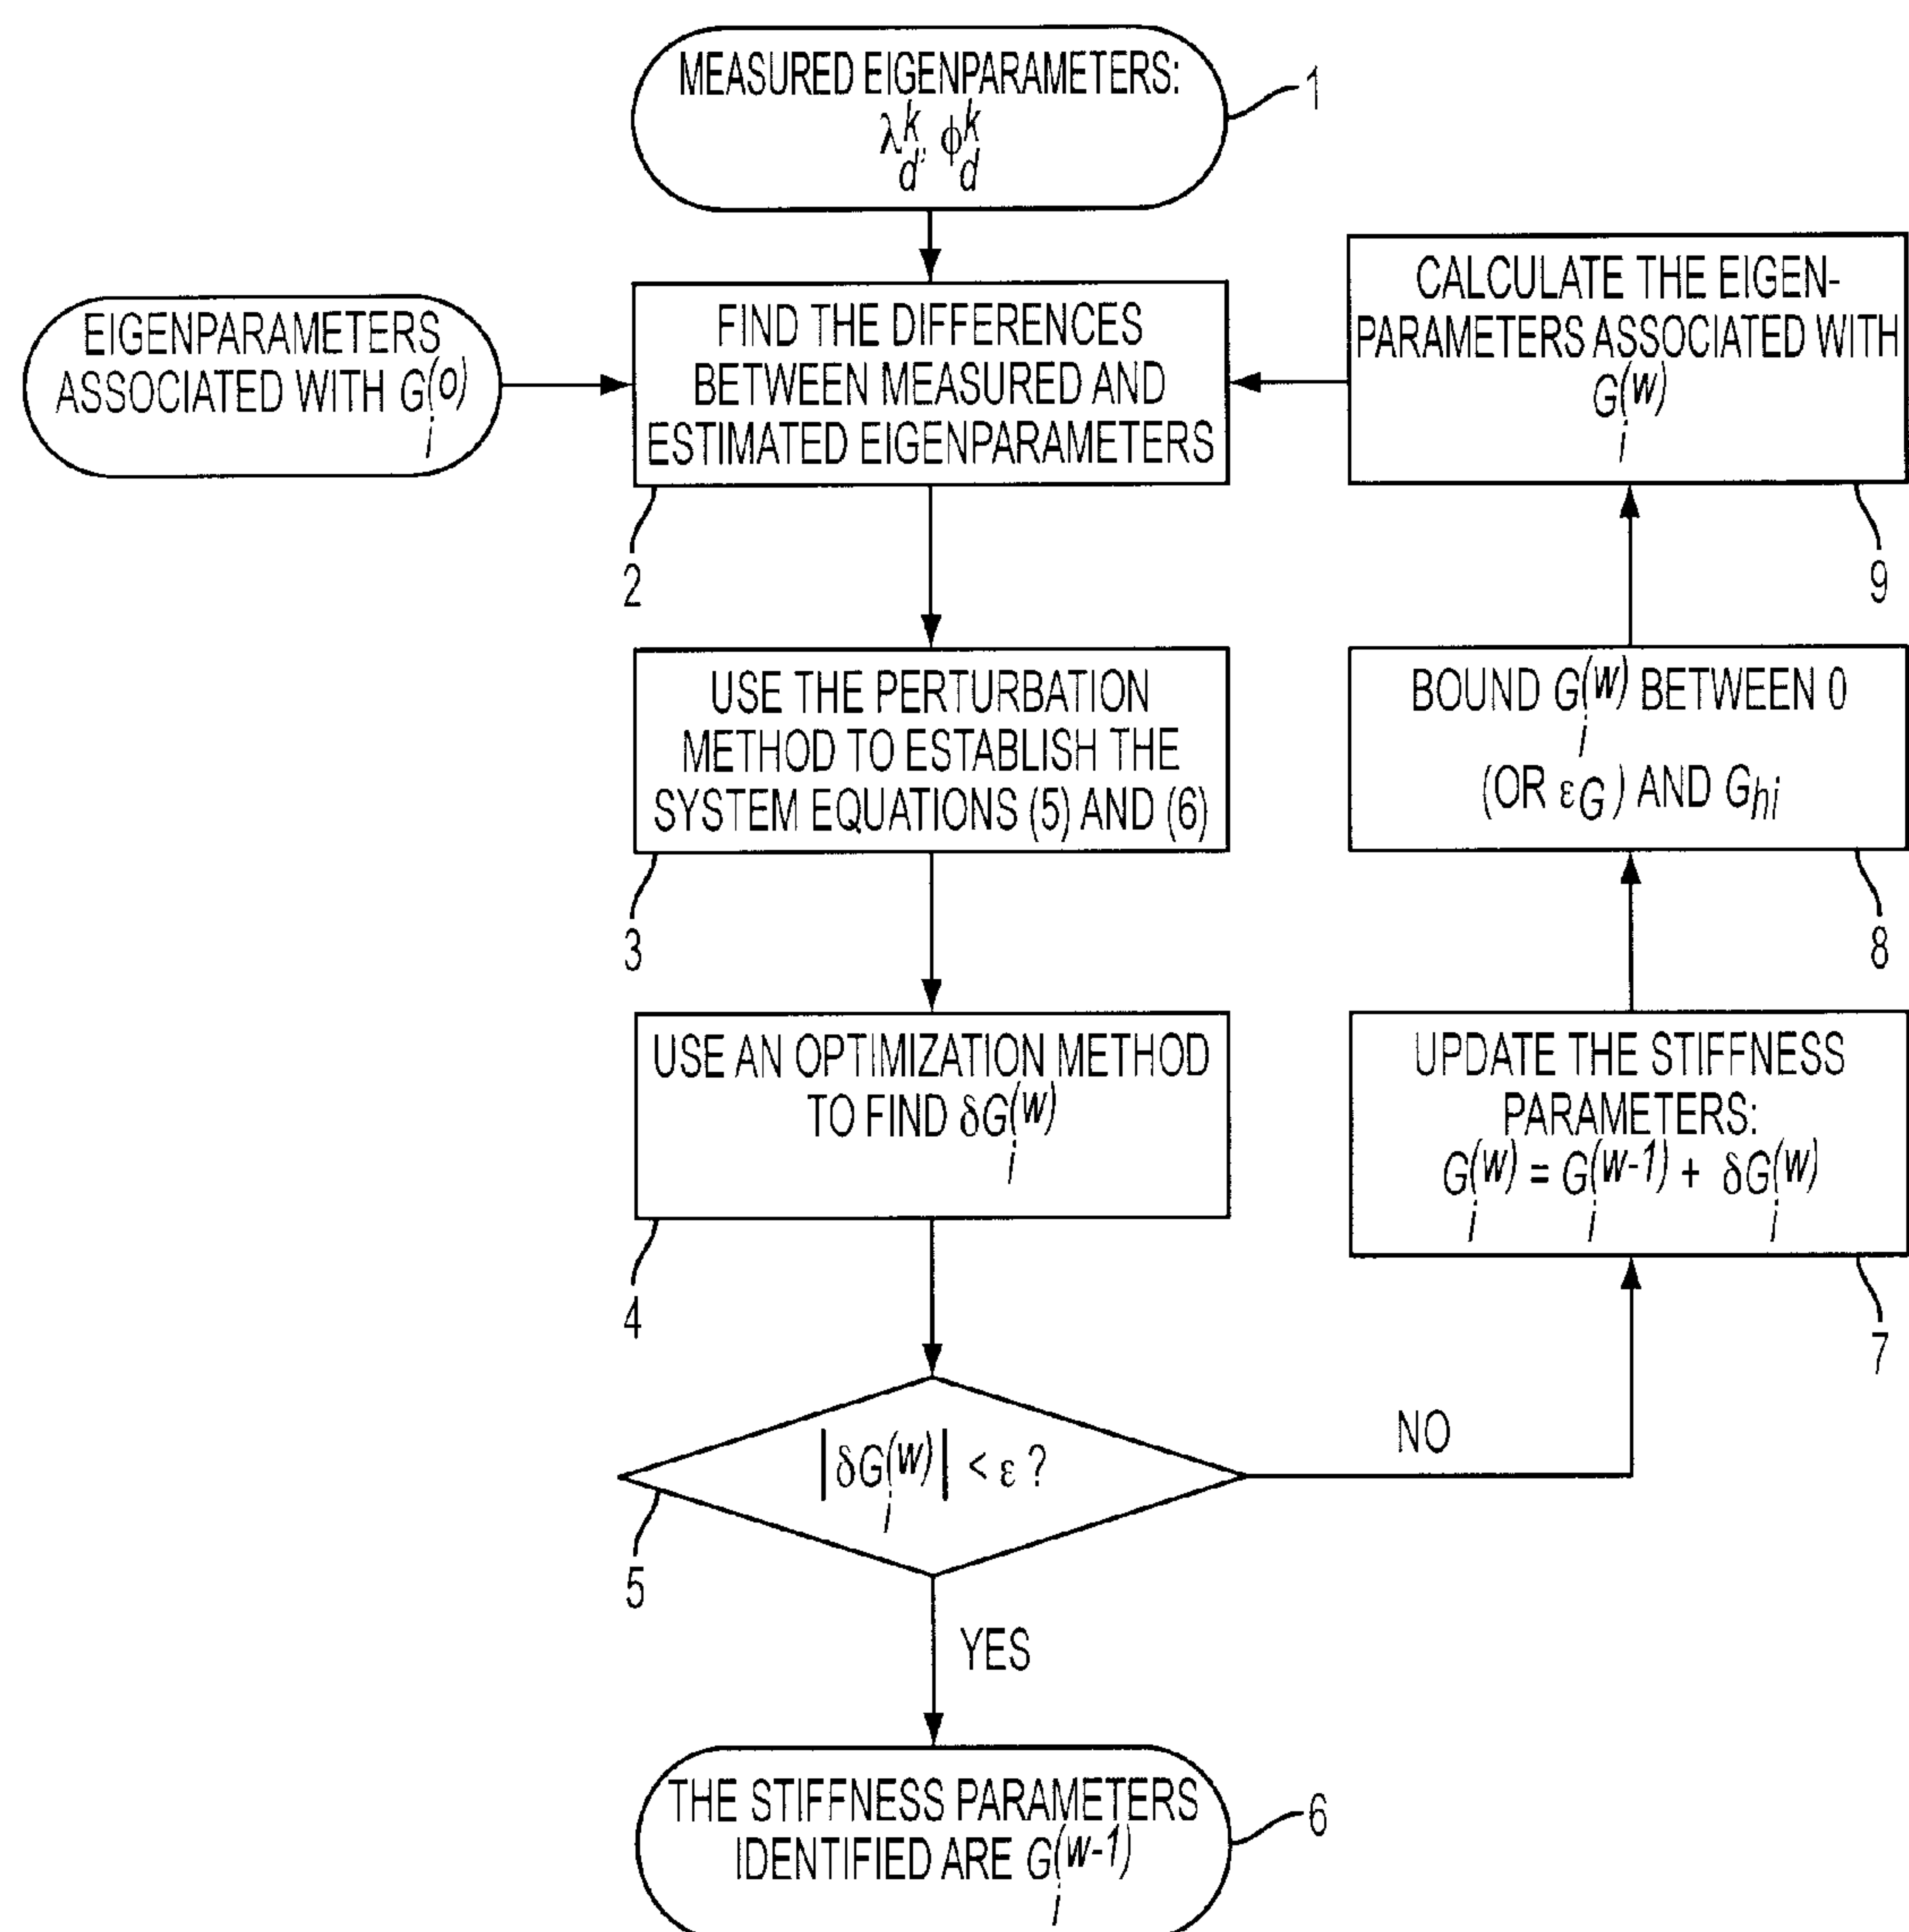 MEASURED EIGENPARAMETERS:
λ_d^k, ϕ_d^k
1
EIGENPARAMETERS
ASSOCIATED WITH G_i^(o)
FIND THE DIFFERENCES
BETWEEN MEASURED AND
ESTIMATED EIGENPARAMETERS
2
CALCULATE THE EIGEN-
PARAMETERS ASSOCIATED WITH
G_i^(w)
9
USE THE PERTURBATION
METHOD TO ESTABLISH THE
SYSTEM EQUATIONS (5) AND (6)
3
BOUND G_i^(w) BETWEEN 0
(OR ε_G) AND G_hi
8
USE AN OPTIMIZATION METHOD
TO FIND δG_i^(w)
4
UPDATE THE STIFFNESS
PARAMETERS:
G_i^(w) = G_i^(w-1) + δG_i^(w)
7
|δG_i^(w)| < ε ?
5
NO
YES
THE STIFFNESS PARAMETERS
IDENTIFIED ARE G_i^(w-1)
6